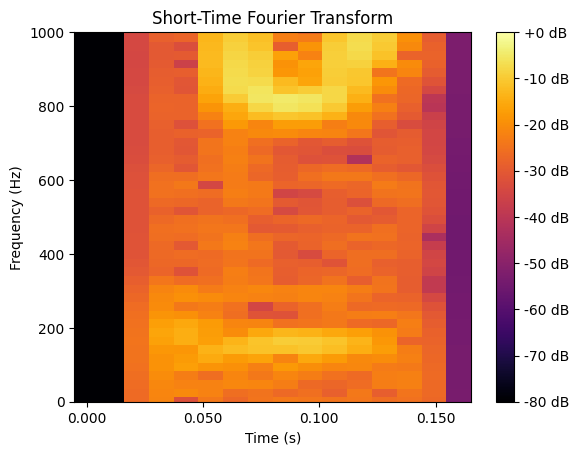 Short-Time Fourier Transform
1000
800
600
400
200
0
Frequency (Hz)
0.000
0.050
0.100
0.150
Time (s)
+0 dB
-10 dB
-20 dB
-30 dB
-40 dB
-50 dB
-60 dB
-70 dB
-80 dB